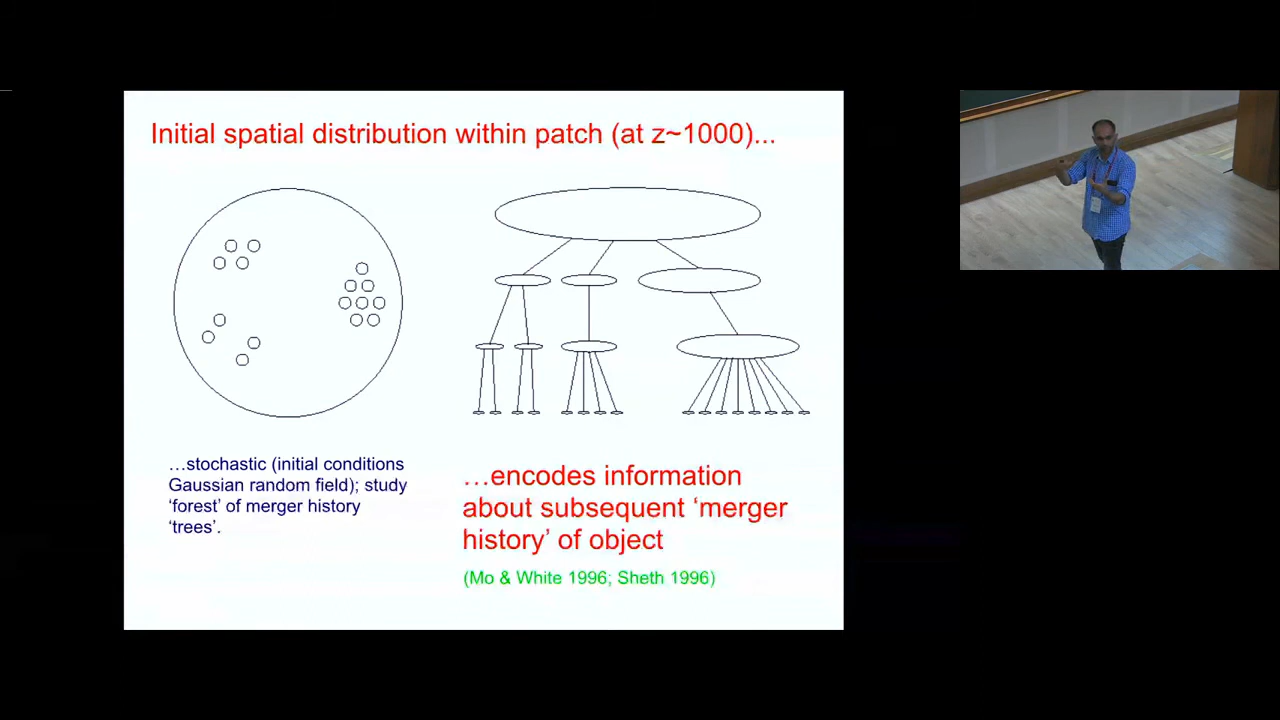 Initial spatial distribution within patch (at z~1000)...
…stochastic (initial conditions
Gaussian random field); study
‘forest’ of merger history
‘trees’.
…encodes information
about subsequent ‘merger
history’ of object
(Mo & White 1996; Sheth 1996)